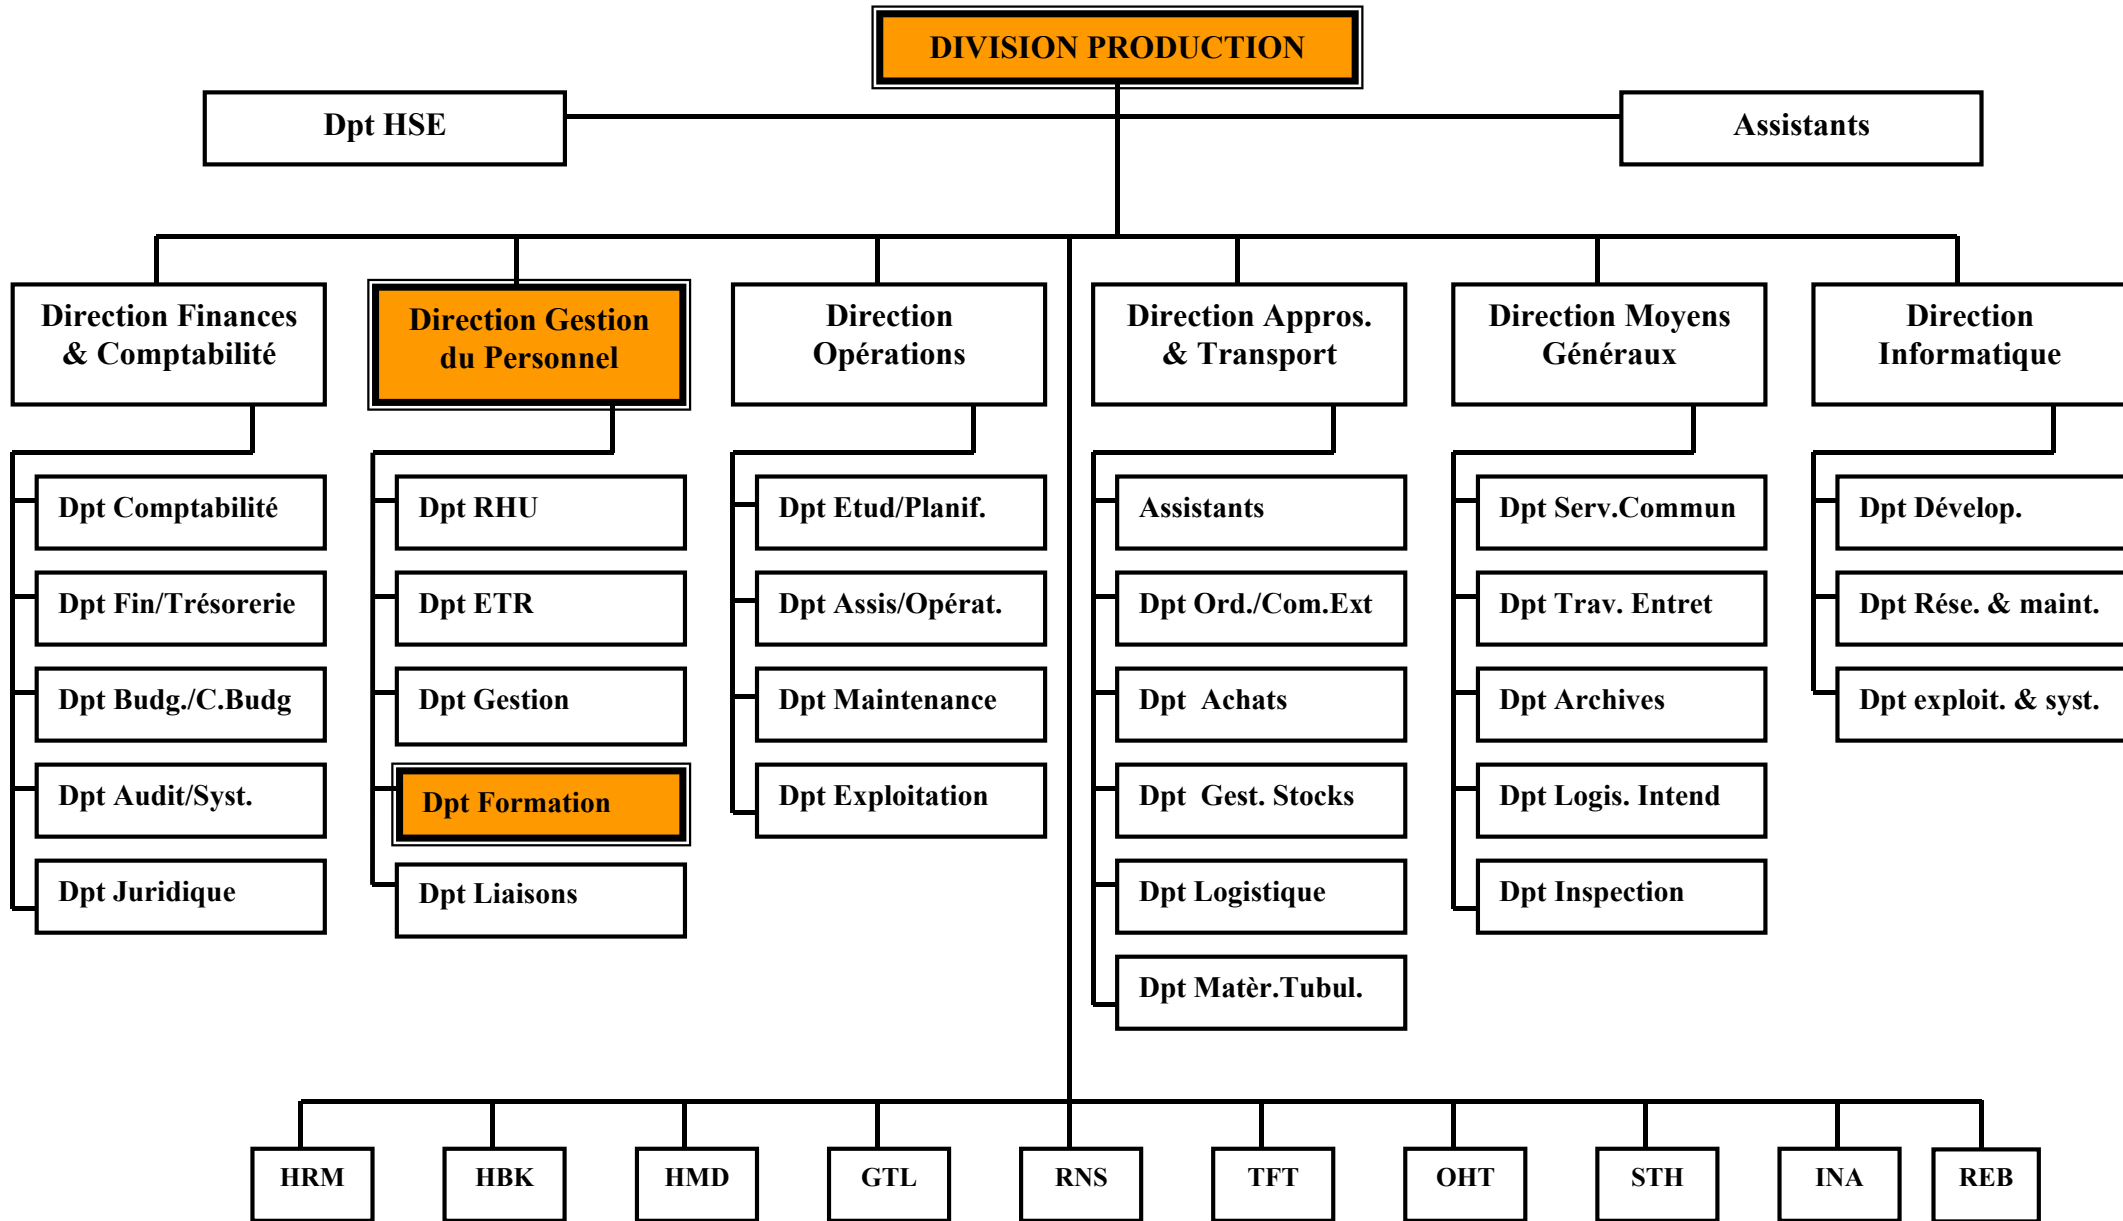 DIVISION PRODUCTION
Dpt HSE
Assistants
Direction Finances
& Comptabilité
Direction Gestion
du Personnel
Direction
Opérations
Direction Appros.
& Transport
Direction Moyens
Généraux
Direction
Informatique
Dpt Comptabilité
Dpt Fin/Trésorerie
Dpt Budg./C.Budg
Dpt Audit/Syst.
Dpt Juridique
Dpt RHU
Dpt ETR
Dpt Gestion
Dpt Formation
Dpt Liaisons
Dpt Etud/Planif.
Dpt Assis/Opérat.
Dpt Maintenance
Dpt Exploitation
Assistants
Dpt Ord./Com.Ext
Dpt Achats
Dpt Gest. Stocks
Dpt Logistique
Dpt Matèr.Tubul.
Dpt Serv.Commun
Dpt Trav. Entret
Dpt Archives
Dpt Logis. Intend
Dpt Inspection
Dpt Dévelop.
Dpt Rése. & maint.
Dpt exploit. & syst.
HRM
HBK
HMD
GTL
RNS
TFT
OHT
STH
INA
REB